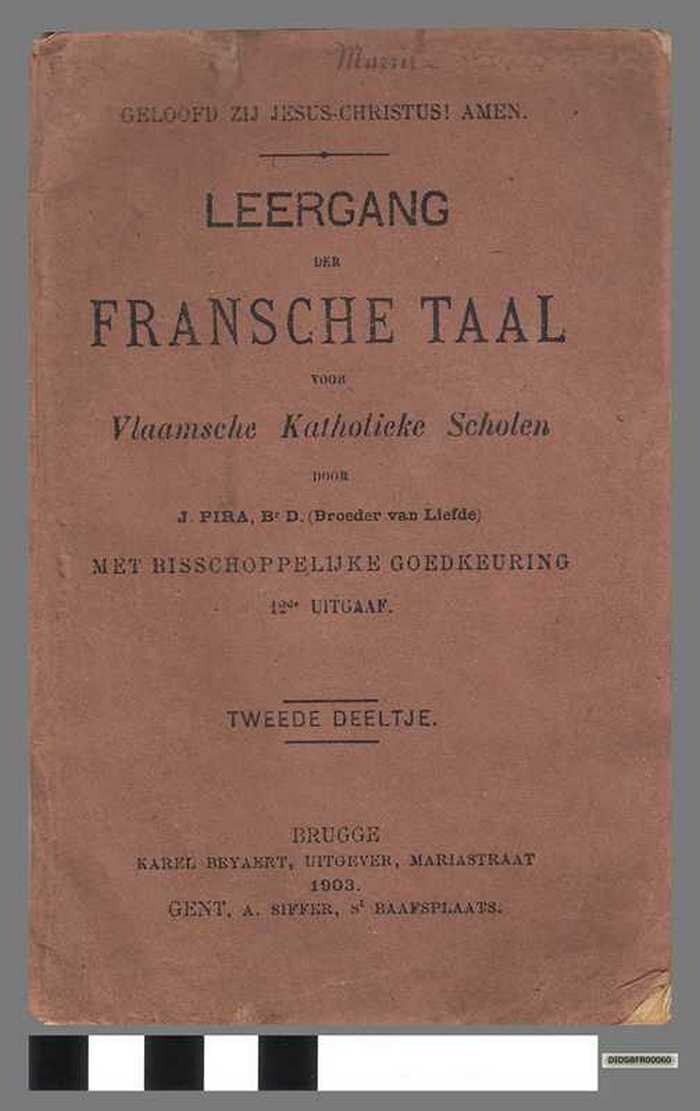 GELOOFD ZIJ JESUS-CHRISTUS! AMEN.
LEERGANG
DER
FRANSCHE TAAL
VOOR
Vlaamsche Katholieke Scholen
DOOR
J. PIRA, Br D. (Broeder van Liefde)
MET BISSCHOPPELIJKE GOEDKEURING
12de UITGAAF.
TWEEDE DEELTJE.
BRUGGE
KAREL BEYAERT, UITGEVER, MARIASTRAAT
1903.
GENT, A. SIFFER, St BAAFSPLAATS.
DIDSBFR00060